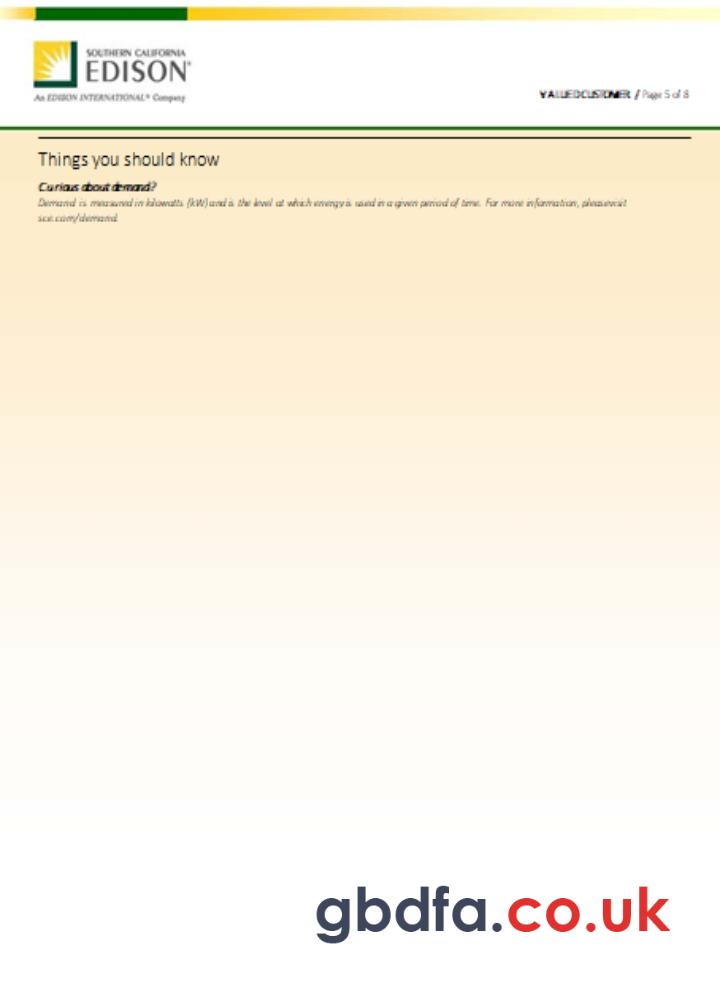 SOUTHERN CALIFORNIA
EDISON®
An EDISON INTERNATIONAL® Company
VALUED CUSTOMER / Page 5 of 8
Things you should know
Curious about demand?
Demand is measured in kilowatts (kW) and is the level at which energy is used in a given period of time. For more information, please visit
sce.com/demand.
gbdfa.co.uk